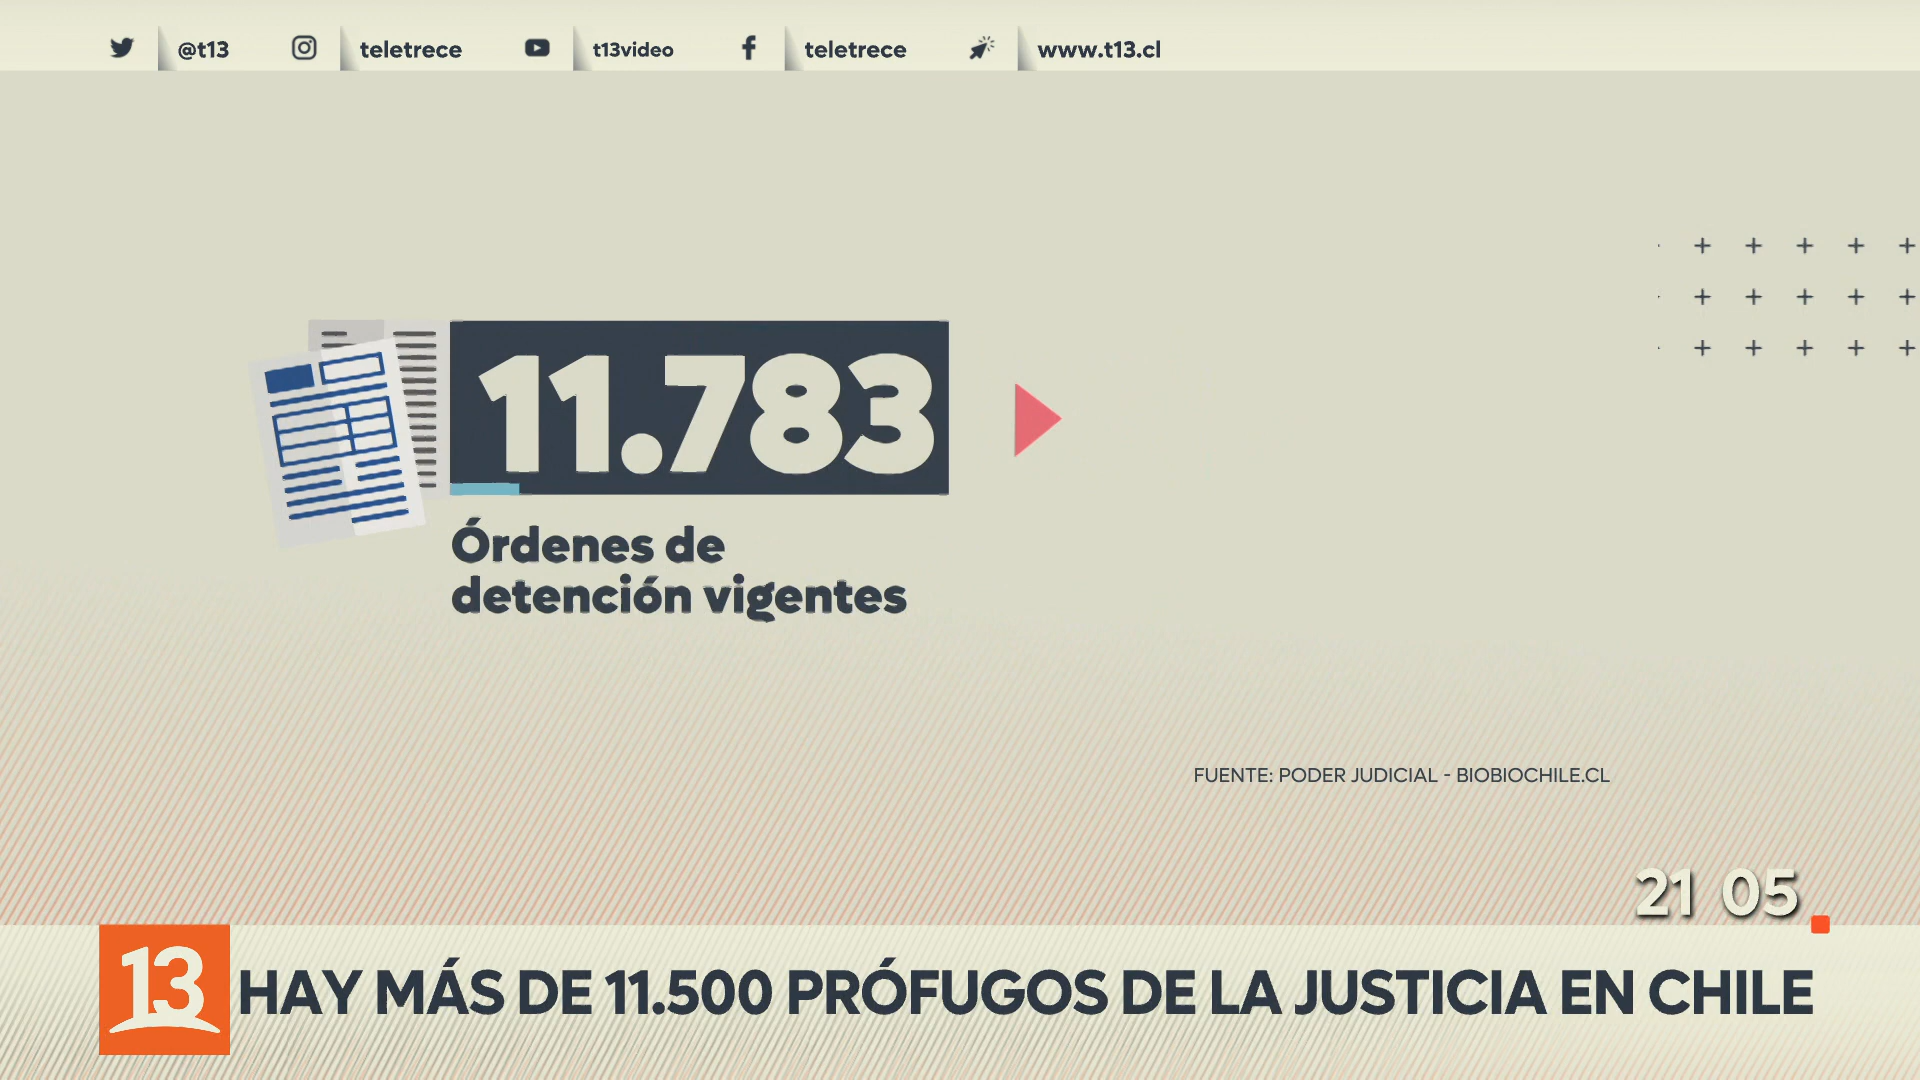 @t13
teletrece
t13video
teletrece
www.t13.cl
11.783
Órdenes de
detención vigentes
FUENTE: PODER JUDICIAL - BIOBIOCHILE.CL
21 05
13
HAY MÁS DE 11.500 PRÓFUGOS DE LA JUSTICIA EN CHILE